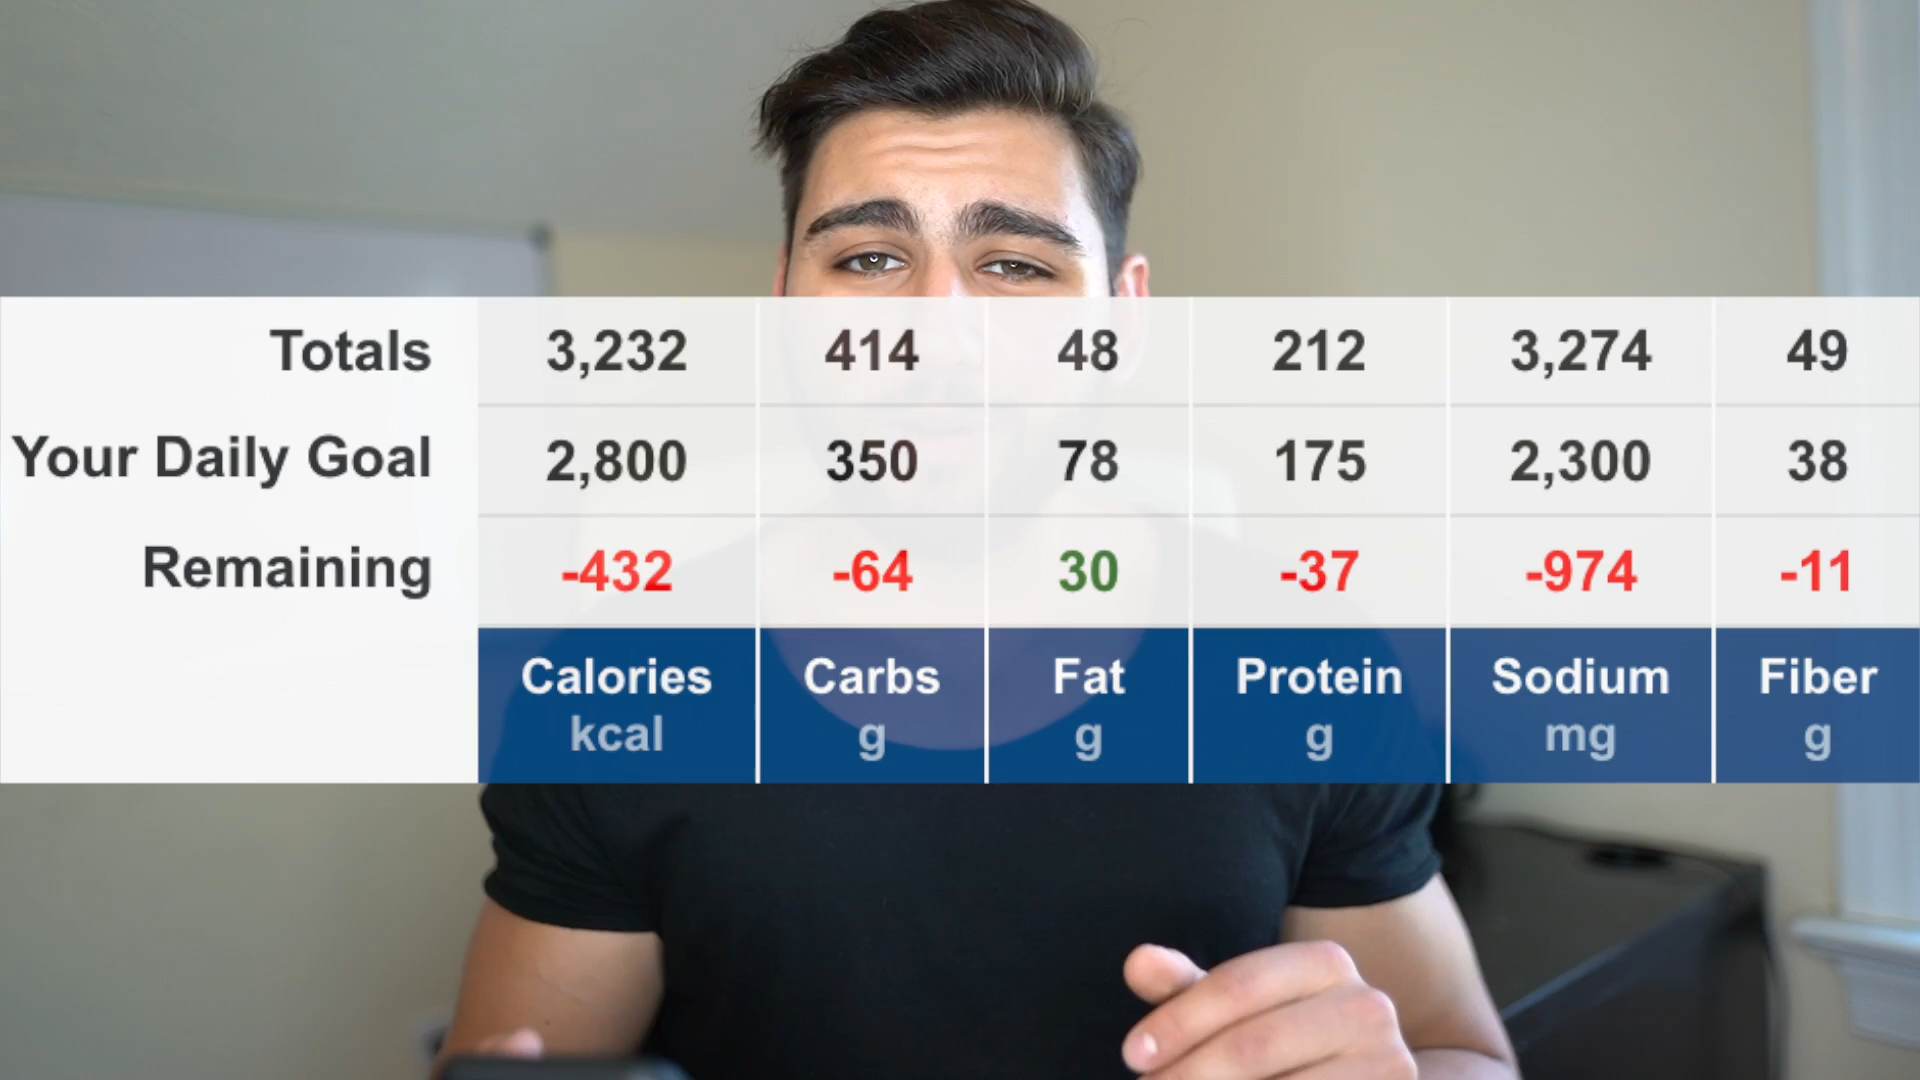 Totals 3,232 414 48 212 3,274 49
Your Daily Goal 2,800 350 78 175 2,300 38
Remaining -432 -64 30 -37 -974 -11
Calories Carbs Fat Protein Sodium Fiber
kcal g g g mg g